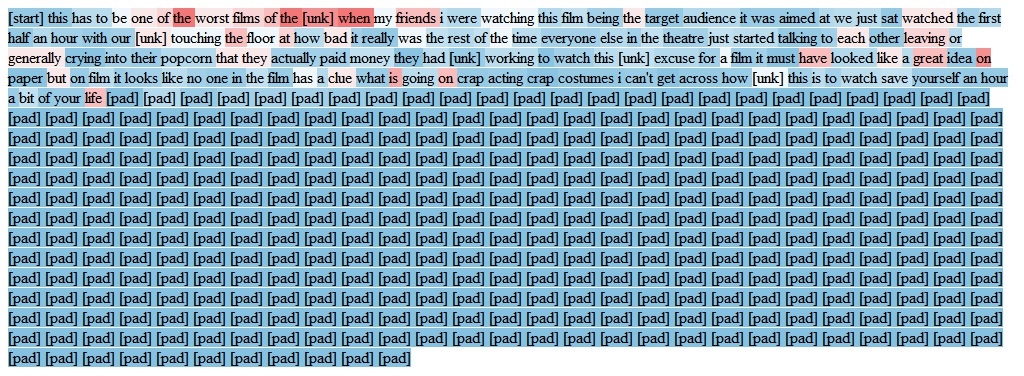 [start] this has to be one of the worst films of the [unk] when my friends i were watching this film being the target audience it was aimed at we just sat watched the first
half an hour with our [unk] touching the floor at how bad it really was the rest of the time everyone else in the theatre just started talking to each other leaving or
generally crying into their popcorn that they actually paid money they had [unk] working to watch this [unk] excuse for a film it must have looked like a great idea on
paper but on film it looks like no one in the film has a clue what is going on crap acting crap costumes i can't get across how [unk] this is to watch save yourself an hour
a bit of your life [pad] [pad] [pad] [pad] [pad] [pad] [pad] [pad] [pad] [pad] [pad] [pad] [pad] [pad] [pad] [pad] [pad] [pad] [pad] [pad] [pad] [pad] [pad] [pad]
[pad] [pad] [pad] [pad] [pad] [pad] [pad] [pad] [pad] [pad] [pad] [pad] [pad] [pad] [pad] [pad] [pad] [pad] [pad] [pad] [pad] [pad] [pad] [pad] [pad] [pad] [pad]
[pad] [pad] [pad] [pad] [pad] [pad] [pad] [pad] [pad] [pad] [pad] [pad] [pad] [pad] [pad] [pad] [pad] [pad] [pad] [pad] [pad] [pad] [pad] [pad] [pad] [pad] [pad]
[pad] [pad] [pad] [pad] [pad] [pad] [pad] [pad] [pad] [pad] [pad] [pad] [pad] [pad] [pad] [pad] [pad] [pad] [pad] [pad] [pad] [pad] [pad] [pad] [pad] [pad] [pad]
[pad] [pad] [pad] [pad] [pad] [pad] [pad] [pad] [pad] [pad] [pad] [pad] [pad] [pad] [pad] [pad] [pad] [pad] [pad] [pad] [pad] [pad] [pad] [pad] [pad] [pad] [pad]
[pad] [pad] [pad] [pad] [pad] [pad] [pad] [pad] [pad] [pad] [pad] [pad] [pad] [pad] [pad] [pad] [pad] [pad] [pad] [pad] [pad] [pad] [pad] [pad] [pad] [pad] [pad]
[pad] [pad] [pad] [pad] [pad] [pad] [pad] [pad] [pad] [pad] [pad] [pad] [pad] [pad] [pad] [pad] [pad] [pad] [pad] [pad] [pad] [pad] [pad] [pad] [pad] [pad] [pad]
[pad] [pad] [pad] [pad] [pad] [pad] [pad] [pad] [pad] [pad] [pad] [pad] [pad] [pad] [pad] [pad] [pad] [pad] [pad] [pad] [pad] [pad] [pad] [pad] [pad] [pad] [pad]
[pad] [pad] [pad] [pad] [pad] [pad] [pad] [pad] [pad] [pad] [pad] [pad] [pad] [pad] [pad] [pad] [pad] [pad] [pad] [pad] [pad] [pad] [pad] [pad] [pad] [pad] [pad]
[pad] [pad] [pad] [pad] [pad] [pad] [pad] [pad] [pad] [pad] [pad] [pad] [pad] [pad] [pad] [pad] [pad] [pad] [pad] [pad] [pad] [pad] [pad] [pad] [pad] [pad] [pad]
[pad] [pad] [pad] [pad] [pad] [pad] [pad] [pad] [pad] [pad] [pad] [pad] [pad] [pad] [pad] [pad] [pad] [pad] [pad] [pad] [pad] [pad] [pad] [pad] [pad] [pad] [pad]
[pad] [pad] [pad] [pad] [pad] [pad] [pad] [pad] [pad] [pad] [pad] [pad] [pad] [pad] [pad] [pad] [pad] [pad] [pad] [pad] [pad] [pad] [pad] [pad] [pad] [pad] [pad]
[pad] [pad] [pad] [pad] [pad] [pad] [pad] [pad] [pad] [pad] [pad] [pad] [pad] [pad] [pad] [pad] [pad] [pad] [pad] [pad] [pad] [pad] [pad] [pad] [pad] [pad] [pad]
[pad] [pad] [pad] [pad] [pad] [pad] [pad] [pad] [pad] [pad] [pad]